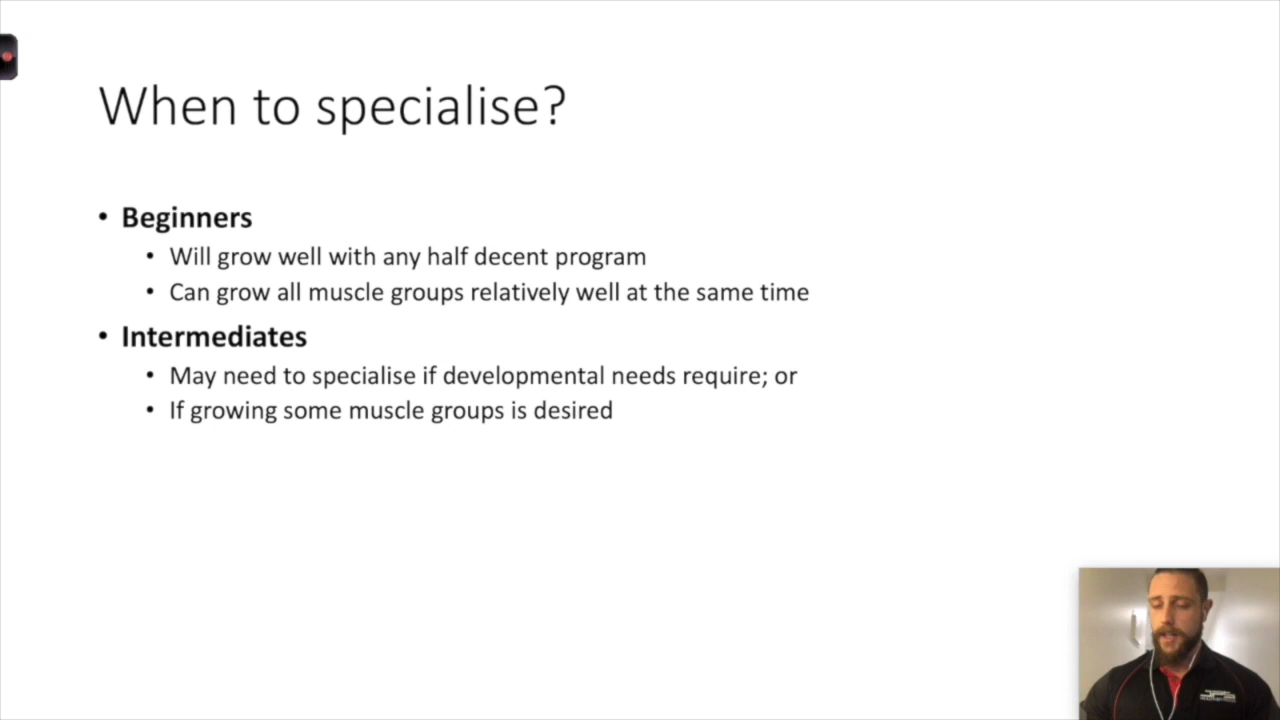 When to specialise?
• Beginners
• Will grow well with any half decent program
• Can grow all muscle groups relatively well at the same time
• Intermediates
• May need to specialise if developmental needs require; or
• If growing some muscle groups is desired